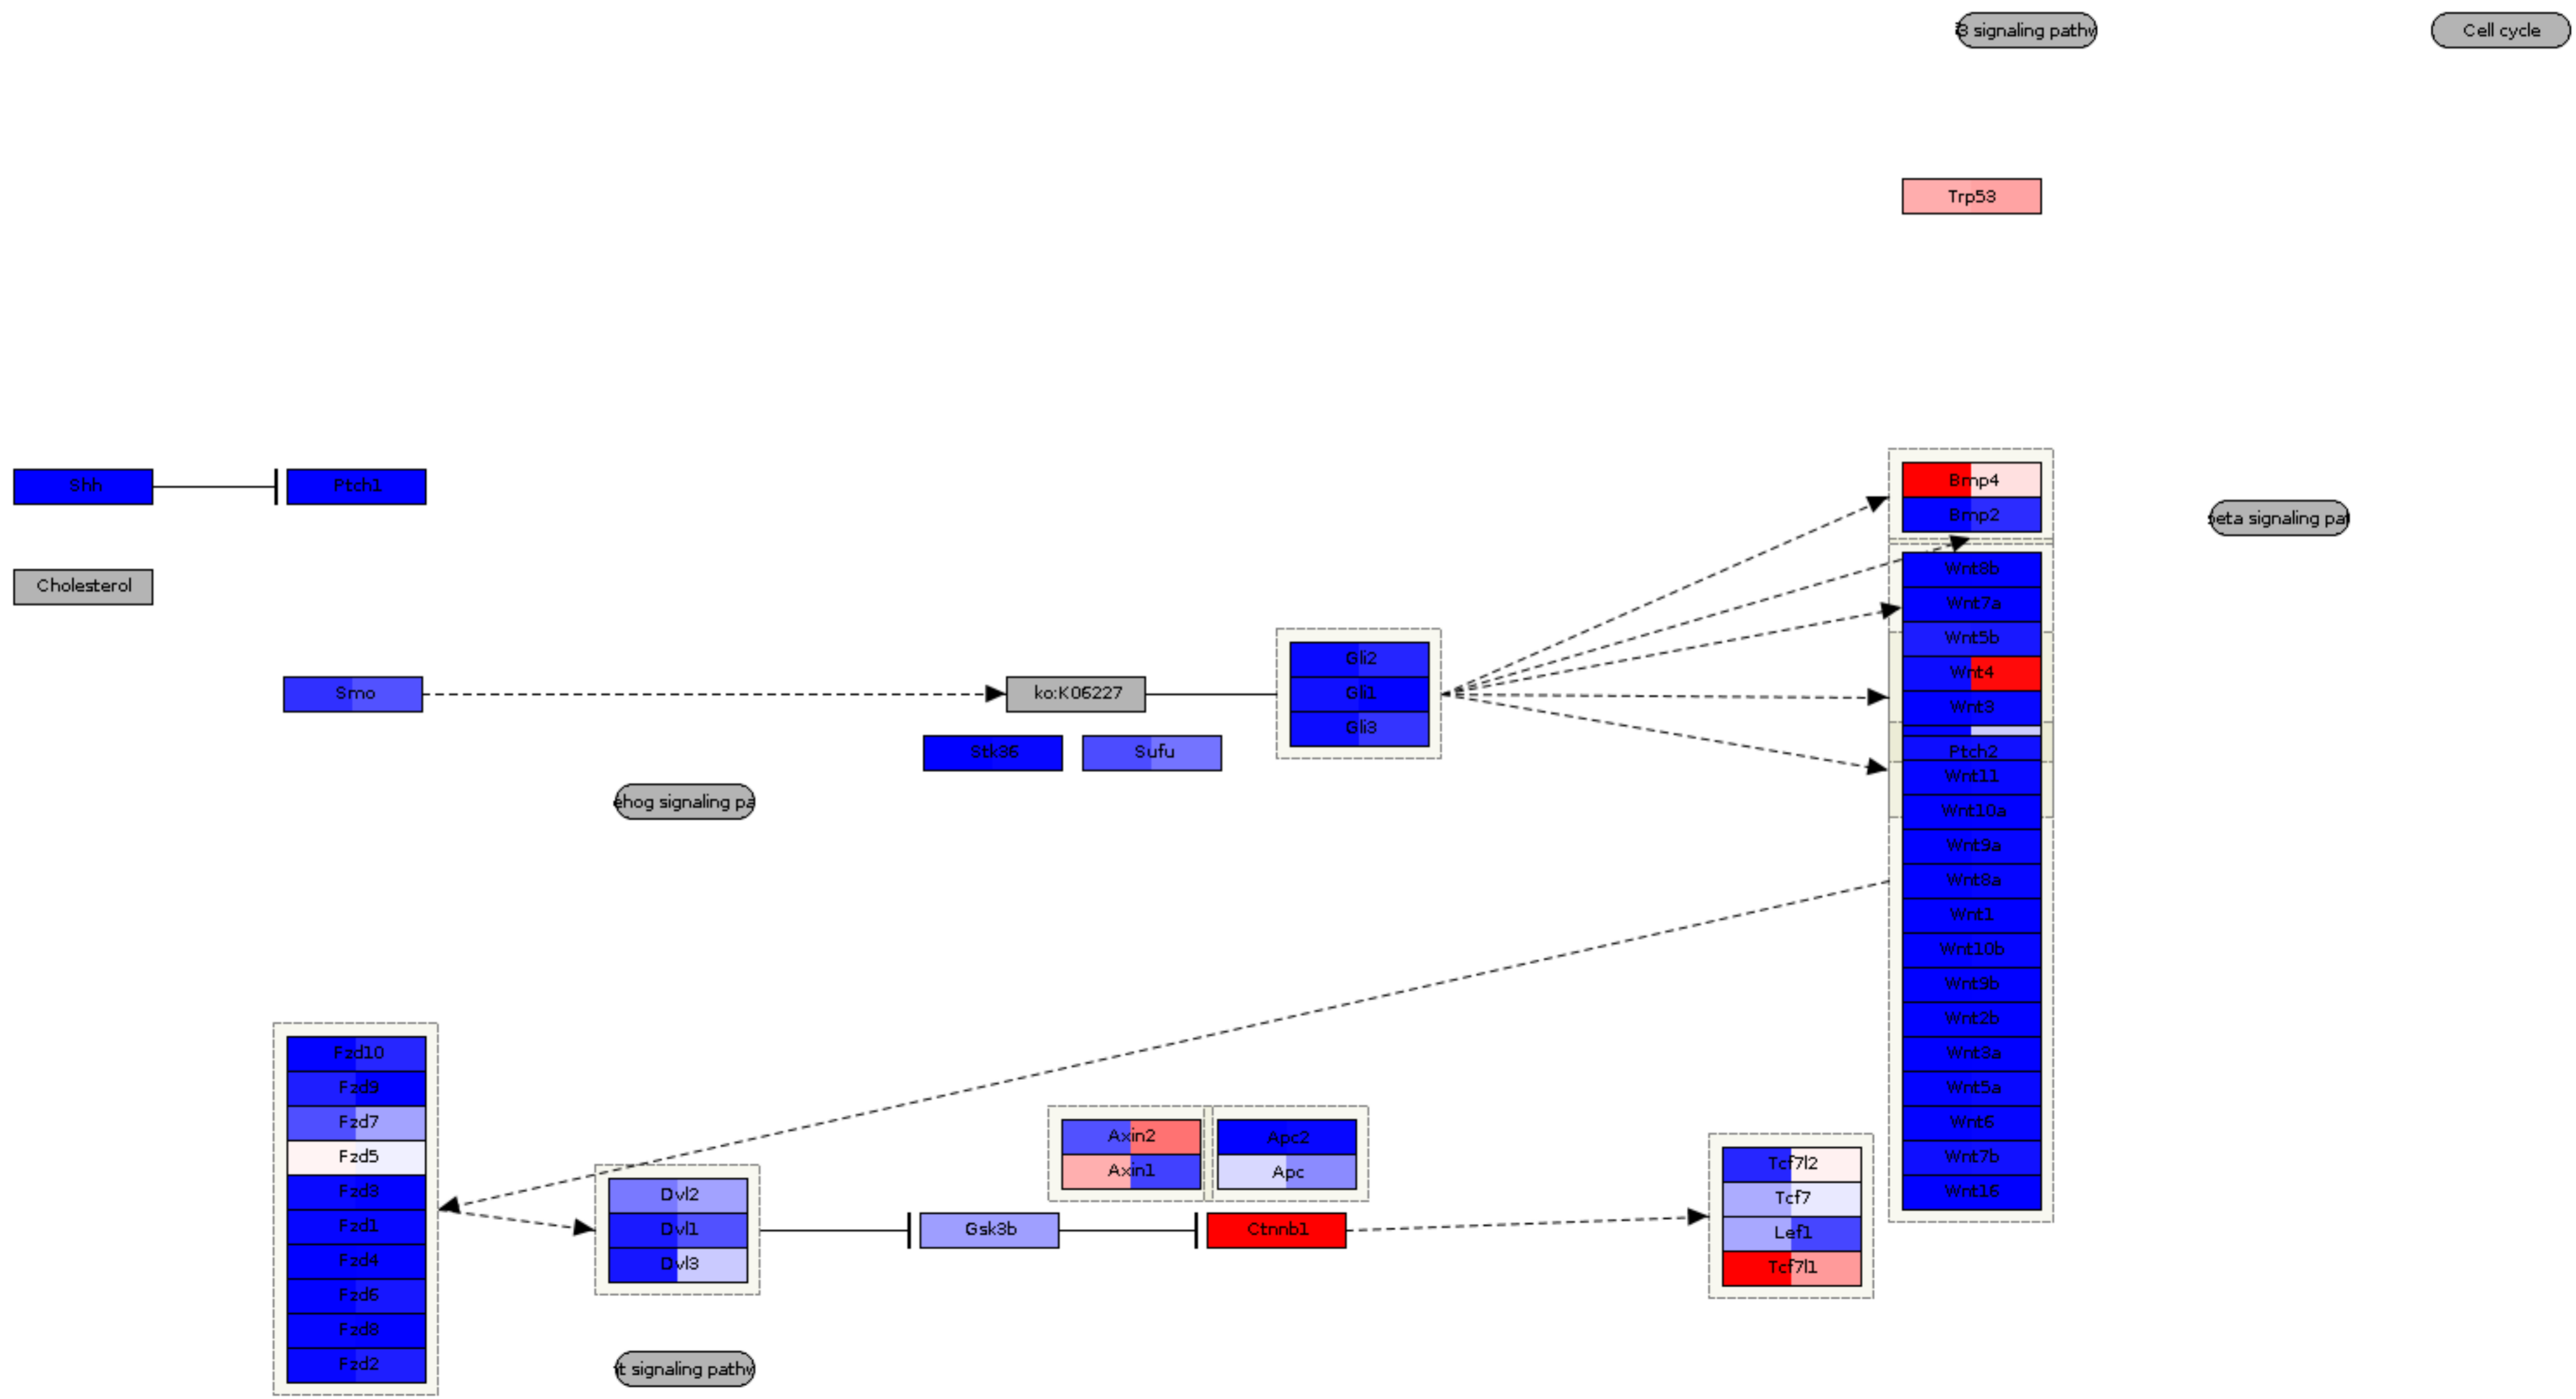 3 signaling pathw
Cell cycle
Trp53
Shh
Ptch1
Bmp4
Bmp2
beta signaling pat
Cholesterol
Wnt8b
Wnt7a
Wnt5b
Wnt4
Wnt3
Smo
ko:K06227
Gli2
Gli1
Gli3
Stk36
Sufu
Ptch2
Wnt11
Wnt10a
Wnt9a
Wnt8a
Wnt1
Wnt10b
Wnt9b
Wnt2b
Wnt3a
Wnt5a
Wnt6
Wnt7b
Wnt16
ehog signaling pa
Fzd10
Fzd9
Fzd7
Fzd5
Fzd3
Fzd1
Fzd4
Fzd6
Fzd8
Fzd2
Dvl2
Dvl1
Dvl3
Axin2
Axin1
Apc2
Apc
Gsk3b
Ctnnb1
Tcf7l2
Tcf7
Lef1
Tcf7l1
t signaling pathw